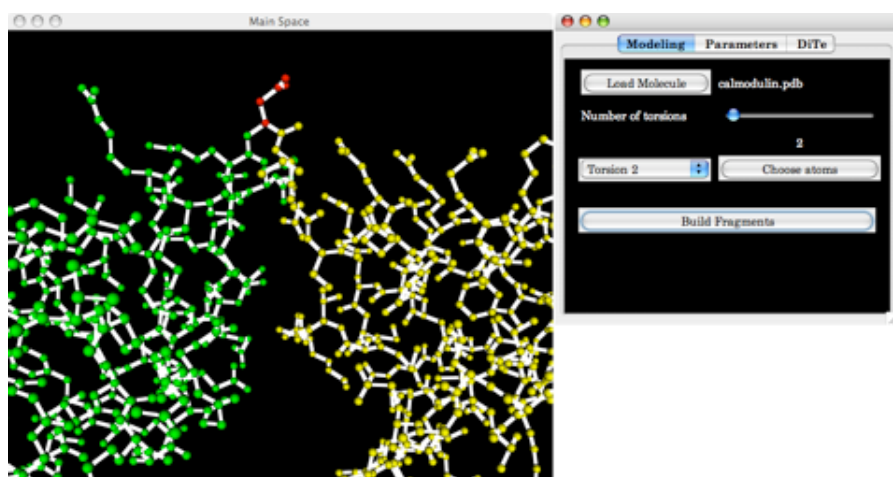 Main Space
Modeling Parameters DiTe
Load Molecule calmodulin.pdb
Number of torsions
2
Torsion 2 Choose atoms
Build Fragments